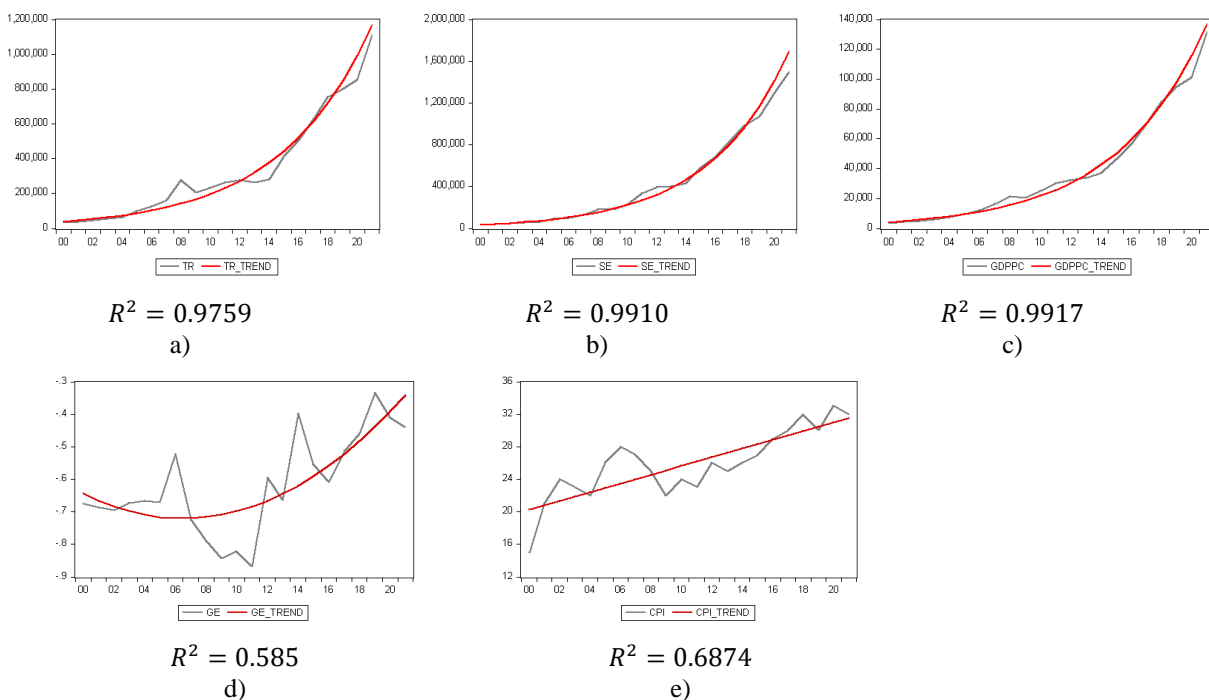 1,200,000
1,000,000
800,000
600,000
400,000
200,000
0
00 02 04 06 08 10 12 14 16 18 20
TR TR_TREND
R² = 0.9759
a)
2,000,000
1,600,000
1,200,000
800,000
400,000
0
00 02 04 06 08 10 12 14 16 18 20
SE SE_TREND
R² = 0.9910
b)
140,000
120,000
100,000
80,000
60,000
40,000
20,000
0
00 02 04 06 08 10 12 14 16 18 20
GDPPC GDPPC_TREND
R² = 0.9917
c)
-.3
-.4
-.5
-.6
-.7
-.8
-.9
00 02 04 06 08 10 12 14 16 18 20
GE GE_TREND
R² = 0.585
d)
36
32
28
24
20
16
12
00 02 04 06 08 10 12 14 16 18 20
CPI CPI_TREND
R² = 0.6874
e)